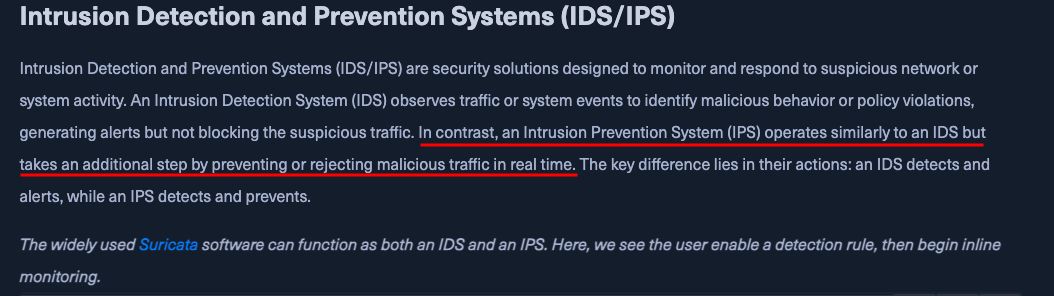 Intrusion Detection and Prevention Systems (IDS/IPS)
Intrusion Detection and Prevention Systems (IDS/IPS) are security solutions designed to monitor and respond to suspicious network or
system activity. An Intrusion Detection System (IDS) observes traffic or system events to identify malicious behavior or policy violations,
generating alerts but not blocking the suspicious traffic. In contrast, an Intrusion Prevention System (IPS) operates similarly to an IDS but
takes an additional step by preventing or rejecting malicious traffic in real time. The key difference lies in their actions: an IDS detects and
alerts, while an IPS detects and prevents.
The widely used Suricata software can function as both an IDS and an IPS. Here, we see the user enable a detection rule, then begin inline
monitoring.